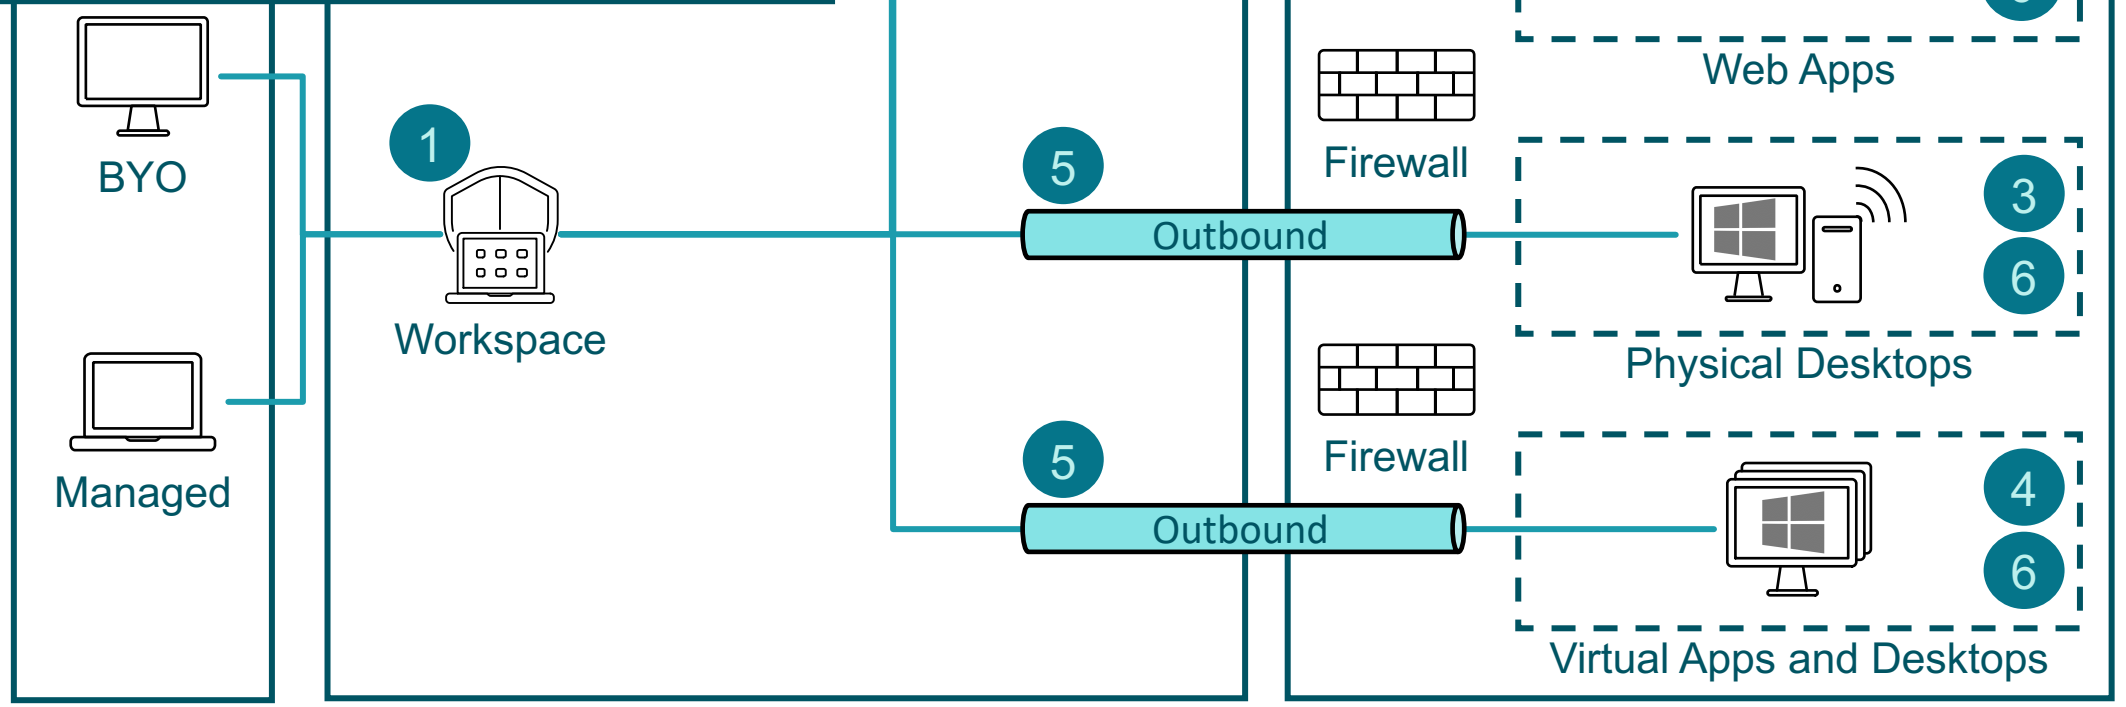 Web Apps
BYO
1
5
Firewall
3
Outbound
6
Workspace
Physical Desktops
5
Firewall
Managed
4
Outbound
6
Virtual Apps and Desktops